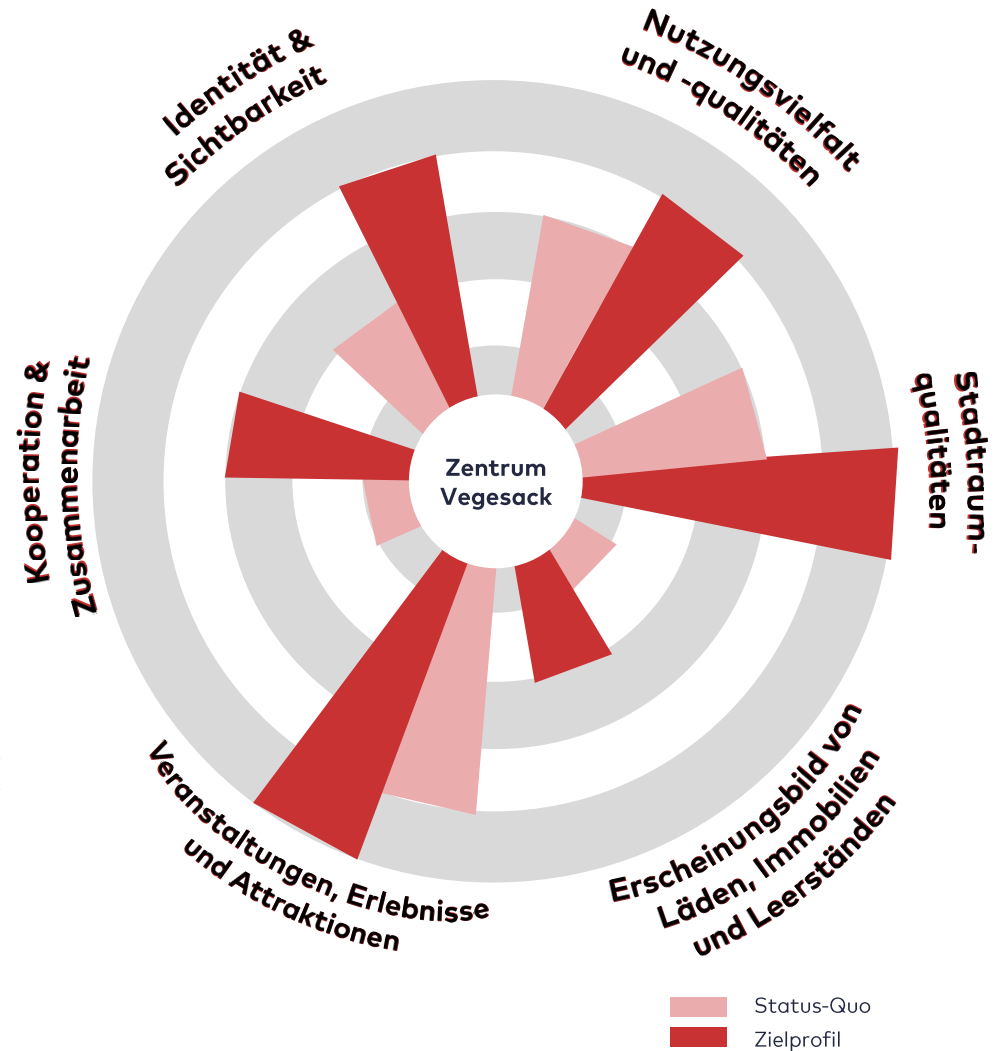 Identität &
Sichtbarkeit
Nutzungsvielfalt
und -qualitäten
Stadtraum-
qualitäten
Kooperation &
Zusammenarbeit
Zentrum
Vegesack
Erscheinungsbild von
Läden, Immobilien
und Leerständen
Veranstaltungen, Erlebnisse
und Attraktionen
Status-Quo
Zielprofil